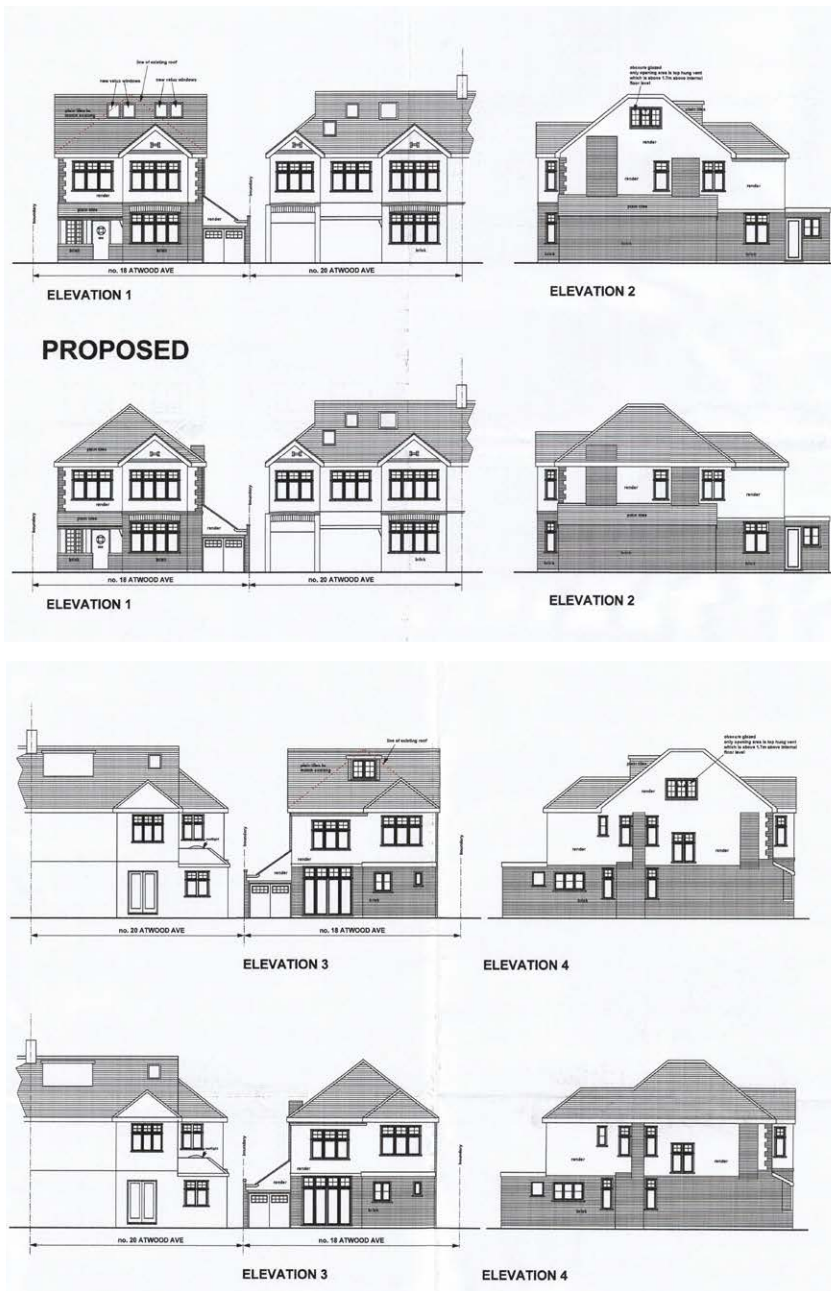 line of existing roof
new velux windows
new velux windows
plain tiles to
match existing
render
plain tiles
render
brick
brick
brick
boundary
boundary
no. 18 ATWOOD AVE
no. 20 ATWOOD AVE
ELEVATION 1
obscure glazed
only opening area is top hung vent
which is above 1.7m above internal
floor level
plain tiles
render
render
render
plain tiles
brick
brick
ELEVATION 2
PROPOSED
plain tiles
render
plain tiles
render
brick
brick
brick
boundary
boundary
no. 18 ATWOOD AVE
no. 20 ATWOOD AVE
ELEVATION 1
render
render
plain tiles
brick
brick
ELEVATION 2
line of existing roof
plain tiles to
match existing
boundary
render
render
brick
boundary
no. 20 ATWOOD AVE
no. 18 ATWOOD AVE
ELEVATION 3
obscure glazed
only opening area is top hung vent
which is above 1.7m above internal
floor level
plain tiles
render
render
render
brick
ELEVATION 4
boundary
render
render
brick
boundary
no. 20 ATWOOD AVE
no. 18 ATWOOD AVE
ELEVATION 3
render
render
brick
ELEVATION 4